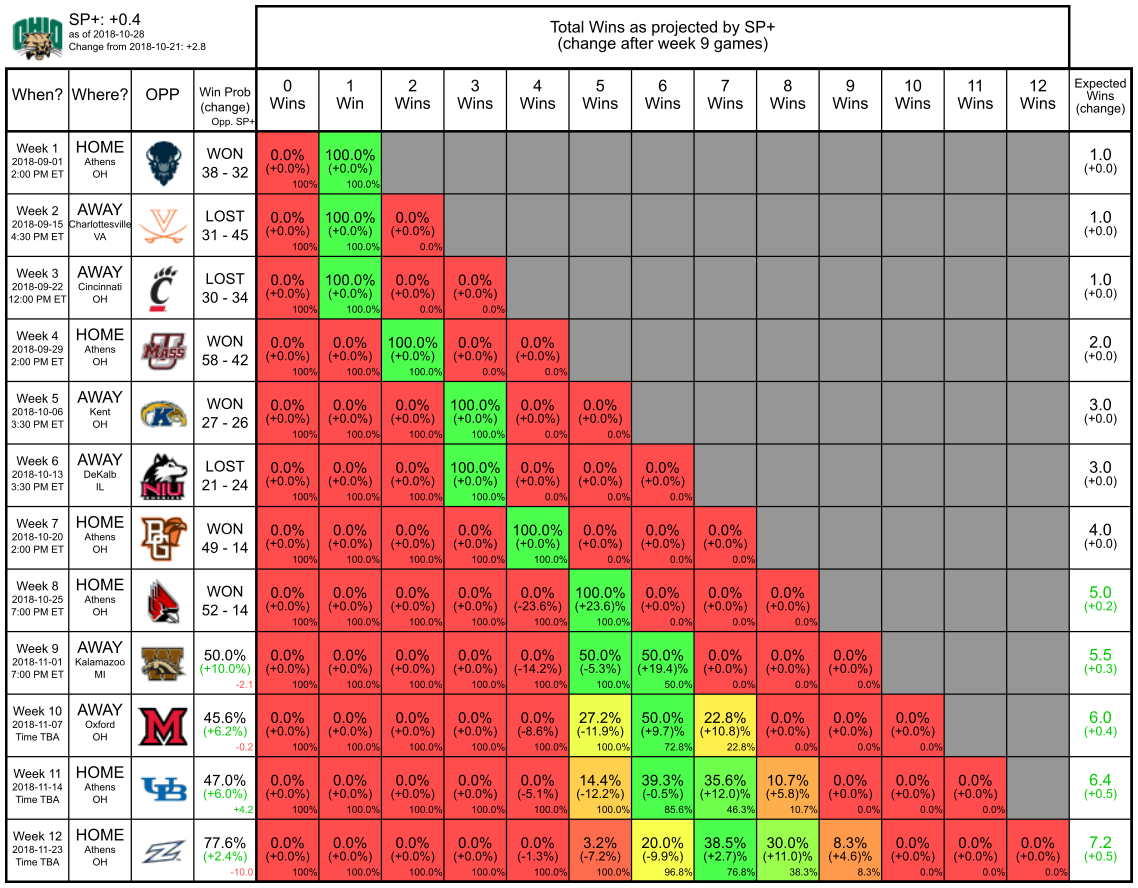 OHIO
SP+: +0.4
as of 2018-10-28
Change from 2018-10-21: +2.8
Total Wins as projected by SP+
(change after week 9 games)
When? Where? OPP Win Prob (change) Opp. SP+ 0 Wins 1 Win 2 Wins 3 Wins 4 Wins 5 Wins 6 Wins 7 Wins 8 Wins 9 Wins 10 Wins 11 Wins 12 Wins Expected Wins (change)
Week 1 HOME WON 0.0% 100.0% 1.0
2018-09-01 Athens (+0.0%) (+0.0%) (+0.0)
2:00 PM ET OH 38 - 32 100% 100.0%
Week 2 AWAY V LOST 0.0% 100.0% 0.0% 1.0
2018-09-15 Charlottesville (+0.0%) (+0.0%) (+0.0%) (+0.0)
4:30 PM ET VA 31 - 45 100% 100.0% 0.0%
Week 3 AWAY C LOST 0.0% 100.0% 0.0% 0.0% 1.0
2018-09-22 Cincinnati (+0.0%) (+0.0%) (+0.0%) (+0.0%) (+0.0)
12:00 PM ET OH 30 - 34 100% 100.0% 0.0% 0.0%
Week 4 HOME U MASS WON 0.0% 0.0% 100.0% 0.0% 0.0% 2.0
2018-09-29 Athens (+0.0%) (+0.0%) (+0.0%) (+0.0%) (+0.0%) (+0.0)
2:00 PM ET OH 58 - 42 100% 100.0% 100.0% 0.0% 0.0%
Week 5 AWAY K WON 0.0% 0.0% 0.0% 100.0% 0.0% 0.0% 3.0
2018-10-06 Kent (+0.0%) (+0.0%) (+0.0%) (+0.0%) (+0.0%) (+0.0%) (+0.0)
3:30 PM ET OH 27 - 26 100% 100.0% 100.0% 100.0% 0.0% 0.0%
Week 6 AWAY NIU LOST 0.0% 0.0% 0.0% 100.0% 0.0% 0.0% 0.0% 3.0
2018-10-13 DeKalb (+0.0%) (+0.0%) (+0.0%) (+0.0%) (+0.0%) (+0.0%) (+0.0%) (+0.0)
3:30 PM ET IL 21 - 24 100% 100.0% 100.0% 100.0% 0.0% 0.0% 0.0%
Week 7 HOME BG WON 0.0% 0.0% 0.0% 0.0% 100.0% 0.0% 0.0% 0.0% 4.0
2018-10-20 Athens (+0.0%) (+0.0%) (+0.0%) (+0.0%) (+0.0%) (+0.0%) (+0.0%) (+0.0%) (+0.0)
2:00 PM ET OH 49 - 14 100% 100.0% 100.0% 100.0% 100.0% 0.0% 0.0% 0.0%
Week 8 HOME WON 0.0% 0.0% 0.0% 0.0% 0.0% 100.0% 0.0% 0.0% 0.0% 5.0
2018-10-25 Athens (+0.0%) (+0.0%) (+0.0%) (+0.0%) (-23.6%) (+23.6)% (+0.0%) (+0.0%) (+0.0%) (+0.2)
7:00 PM ET OH 52 - 14 100% 100.0% 100.0% 100.0% 100.0% 100.0% 0.0% 0.0% 0.0%
Week 9 AWAY W 50.0% 0.0% 0.0% 0.0% 0.0% 0.0% 50.0% 50.0% 0.0% 0.0% 0.0% 5.5
2018-11-01 Kalamazoo (+10.0%) (+0.0%) (+0.0%) (+0.0%) (+0.0%) (-14.2%) (-5.3%) (+19.4)% (+0.0%) (+0.0%) (+0.0%) (+0.3)
7:00 PM ET MI -2.1 100% 100.0% 100.0% 100.0% 100.0% 100.0% 50.0% 0.0% 0.0% 0.0%
Week 10 AWAY M 45.6% 0.0% 0.0% 0.0% 0.0% 0.0% 27.2% 50.0% 22.8% 0.0% 0.0% 0.0% 6.0
2018-11-07 Oxford (+6.2%) (+0.0%) (+0.0%) (+0.0%) (+0.0%) (-8.6%) (-11.9%) (+9.7)% (+10.8)% (+0.0%) (+0.0%) (+0.0%) (+0.4)
Time TBA OH -0.2 100% 100.0% 100.0% 100.0% 100.0% 100.0% 72.8% 22.8% 0.0% 0.0% 0.0%
Week 11 HOME UB 47.0% 0.0% 0.0% 0.0% 0.0% 0.0% 14.4% 39.3% 35.6% 10.7% 0.0% 0.0% 0.0% 6.4
2018-11-14 Athens (+6.0%) (+0.0%) (+0.0%) (+0.0%) (+0.0%) (-5.1%) (-12.2%) (-0.5%) (+12.0)% (+5.8)% (+0.0%) (+0.0%) (+0.0%) (+0.5)
Time TBA OH +4.2 100% 100.0% 100.0% 100.0% 100.0% 100.0% 85.6% 46.3% 10.7% 0.0% 0.0% 0.0%
Week 12 HOME Z 77.6% 0.0% 0.0% 0.0% 0.0% 0.0% 3.2% 20.0% 38.5% 30.0% 8.3% 0.0% 0.0% 0.0% 7.2
2018-11-23 Athens (+2.4%) (+0.0%) (+0.0%) (+0.0%) (+0.0%) (-1.3%) (-7.2%) (-9.9%) (+2.7)% (+11.0)% (+4.6)% (+0.0%) (+0.0%) (+0.0%) (+0.5)
Time TBA OH -10.0 100% 100.0% 100.0% 100.0% 100.0% 100.0% 96.8% 76.8% 38.3% 8.3% 0.0% 0.0% 0.0%